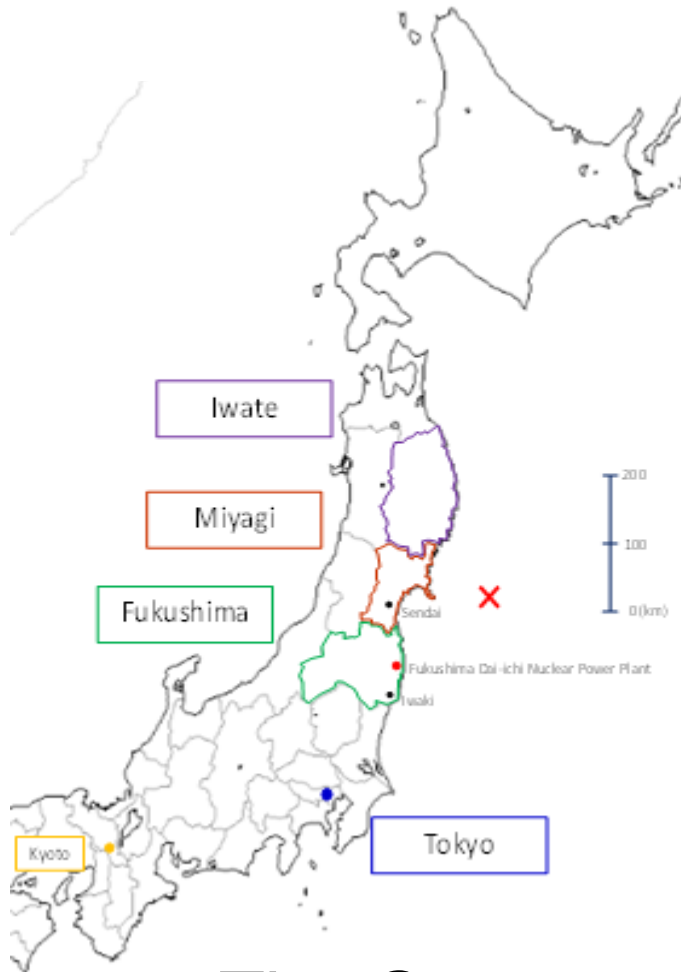 Iwate
200
Miyagi
100
Fukushima
Sendai
0(km)
Fukushima Dai-ichi Nuclear Power Plant
Iwaki
Tokyo
Kyoto